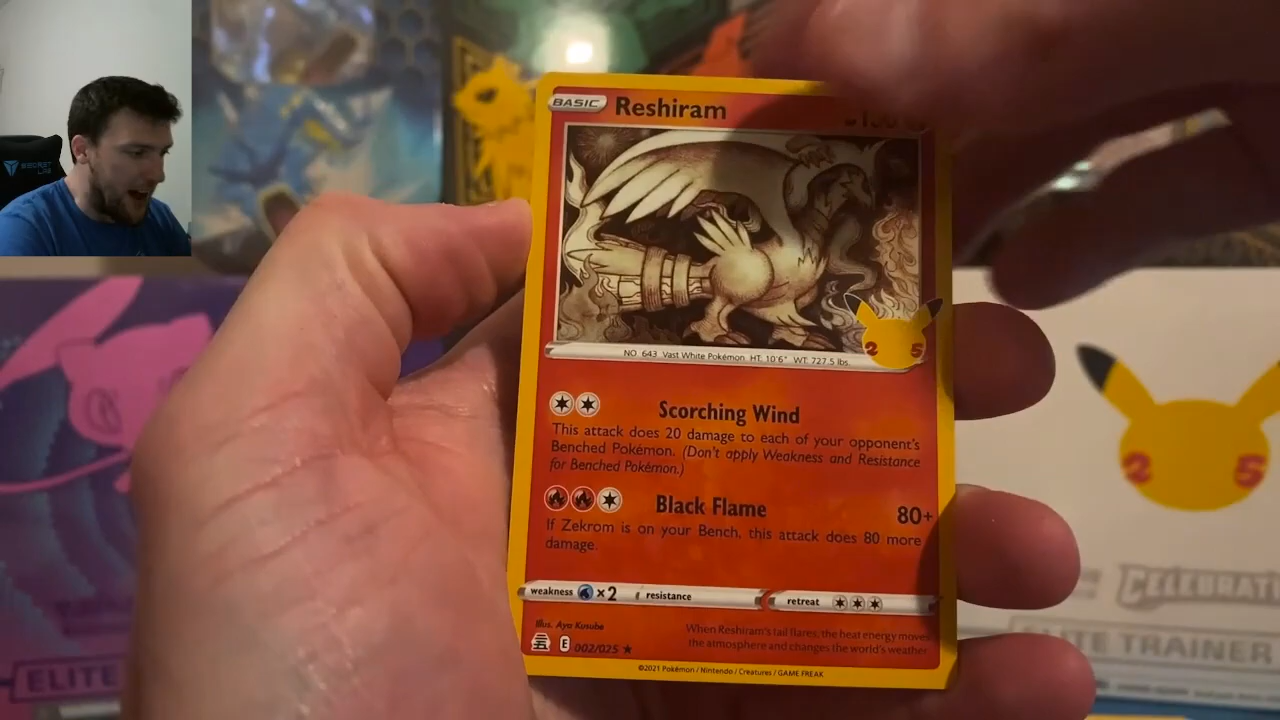 BASIC Reshiram
NO. 643 Vast White Pokémon HT: 10'6" WT: 727.5 lbs.
25
Scorching Wind
This attack does 20 damage to each of your opponent's
Benched Pokémon. (Don't apply Weakness and Resistance
for Benched Pokémon.)
Black Flame 80+
If Zekrom is on your Bench, this attack does 80 more
damage.
weakness ×2 resistance retreat
Illus. Aya Kusube
E 002/025 ★
When Reshiram's tail flares, the heat energy moves
the atmosphere and changes the world's weather.
©2021 Pokémon / Nintendo / Creatures / GAME FREAK
ELITE
25
CELEBRATI
ELITE TRAINER